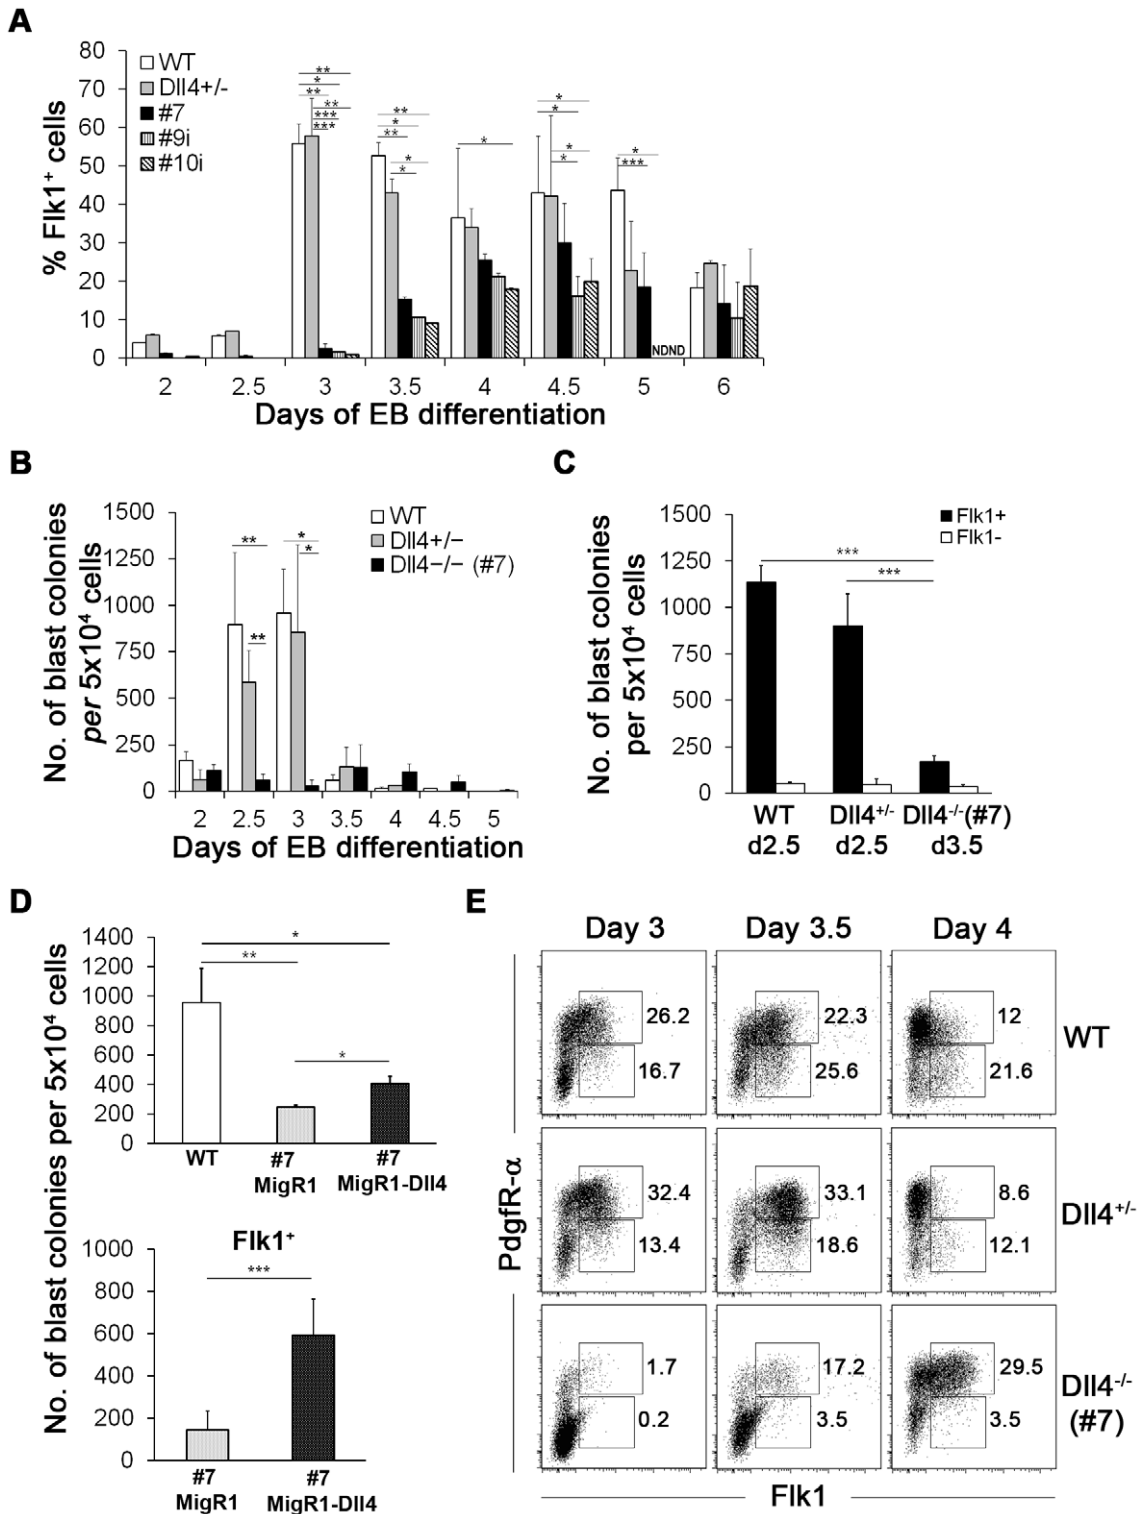 A
80
70
60
50
40
30
20
10
0
% Flk1⁺ cells
WT
Dll4+/-
#7
#9i
#10i
**
*
**
**
***
***
**
*
**
*
*
*
*
*
*
*
*
***
NDND
2 2.5 3 3.5 4 4.5 5 6
Days of EB differentiation
B
1500
1250
1000
750
500
250
0
No. of blast colonies
per 5x10⁴ cells
WT
Dll4+/−
Dll4−/− (#7)
**
**
*
*
2 2.5 3 3.5 4 4.5 5
Days of EB differentiation
C
1500
1250
1000
750
500
250
0
No. of blast colonies
per 5x10⁴ cells
Flk1+
Flk1-
***
***
WT Dll4⁺/⁻ Dll4⁻/⁻(#7)
d2.5 d2.5 d3.5
D
No. of blast colonies per 5x10⁴ cells
1400
1200
1000
800
600
400
200
0
*
**
*
WT #7 #7
MigR1 MigR1-Dll4
Flk1⁺
1000
800
600
400
200
0
***
#7 #7
MigR1 MigR1-Dll4
E
Day 3 Day 3.5 Day 4
26.2 22.3 12
16.7 25.6 21.6
WT
32.4 33.1 8.6
13.4 18.6 12.1
Dll4⁺/⁻
1.7 17.2 29.5
0.2 3.5 3.5
Dll4⁻/⁻
(#7)
PdgfR-α
Flk1